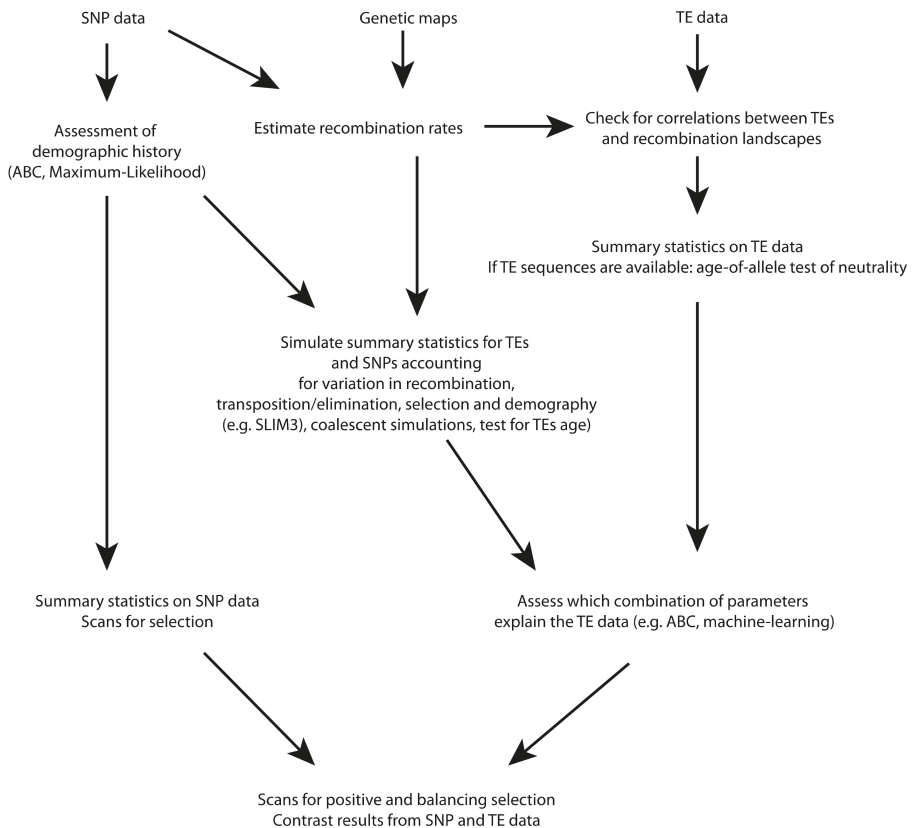 SNP data
Genetic maps
TE data
Assessment of
demographic history
(ABC, Maximum-Likelihood)
Estimate recombination rates
Check for correlations between TEs
and recombination landscapes
Summary statistics on TE data
If TE sequences are available: age-of-allele test of neutrality
Simulate summary statistics for TEs
and SNPs accounting
for variation in recombination,
transposition/elimination, selection and demography
(e.g. SLIM3), coalescent simulations, test for TEs age)
Summary statistics on SNP data
Scans for selection
Assess which combination of parameters
explain the TE data (e.g. ABC, machine-learning)
Scans for positive and balancing selection
Contrast results from SNP and TE data